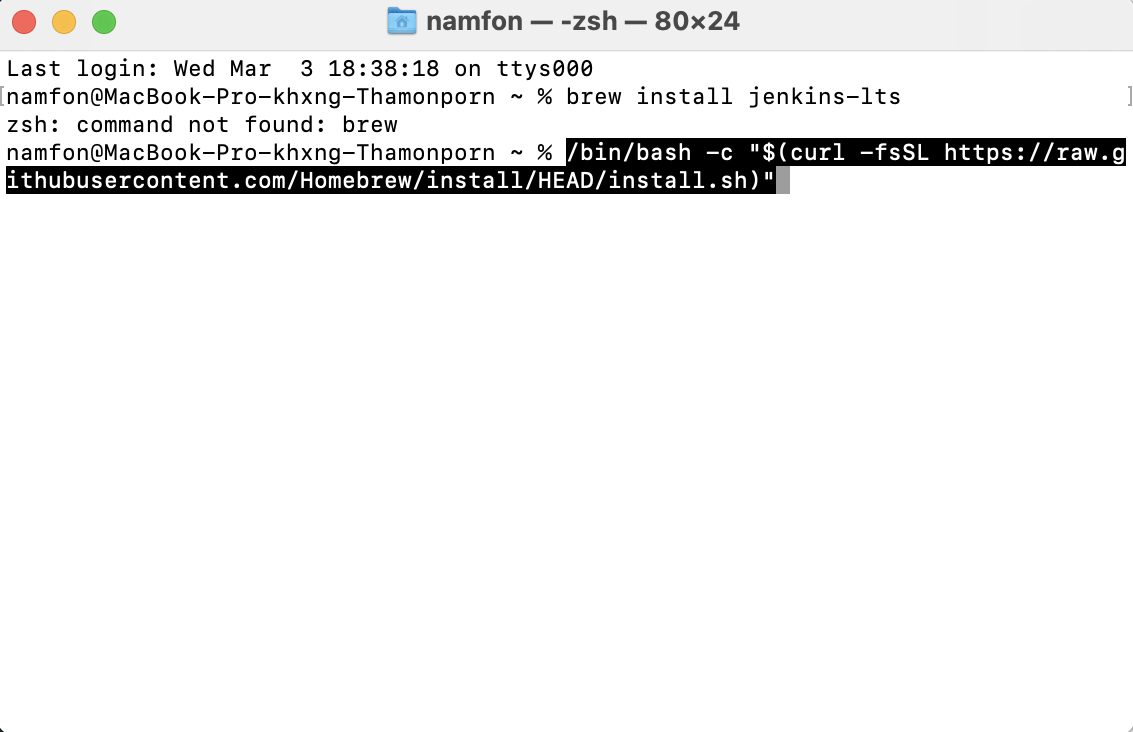 namfon — -zsh — 80×24
Last login: Wed Mar  3 18:38:18 on ttys000
namfon@MacBook-Pro-khxng-Thamonporn ~ % brew install jenkins-lts
zsh: command not found: brew
namfon@MacBook-Pro-khxng-Thamonporn ~ % /bin/bash -c "$(curl -fsSL https://raw.g
ithubusercontent.com/Homebrew/install/HEAD/install.sh)"